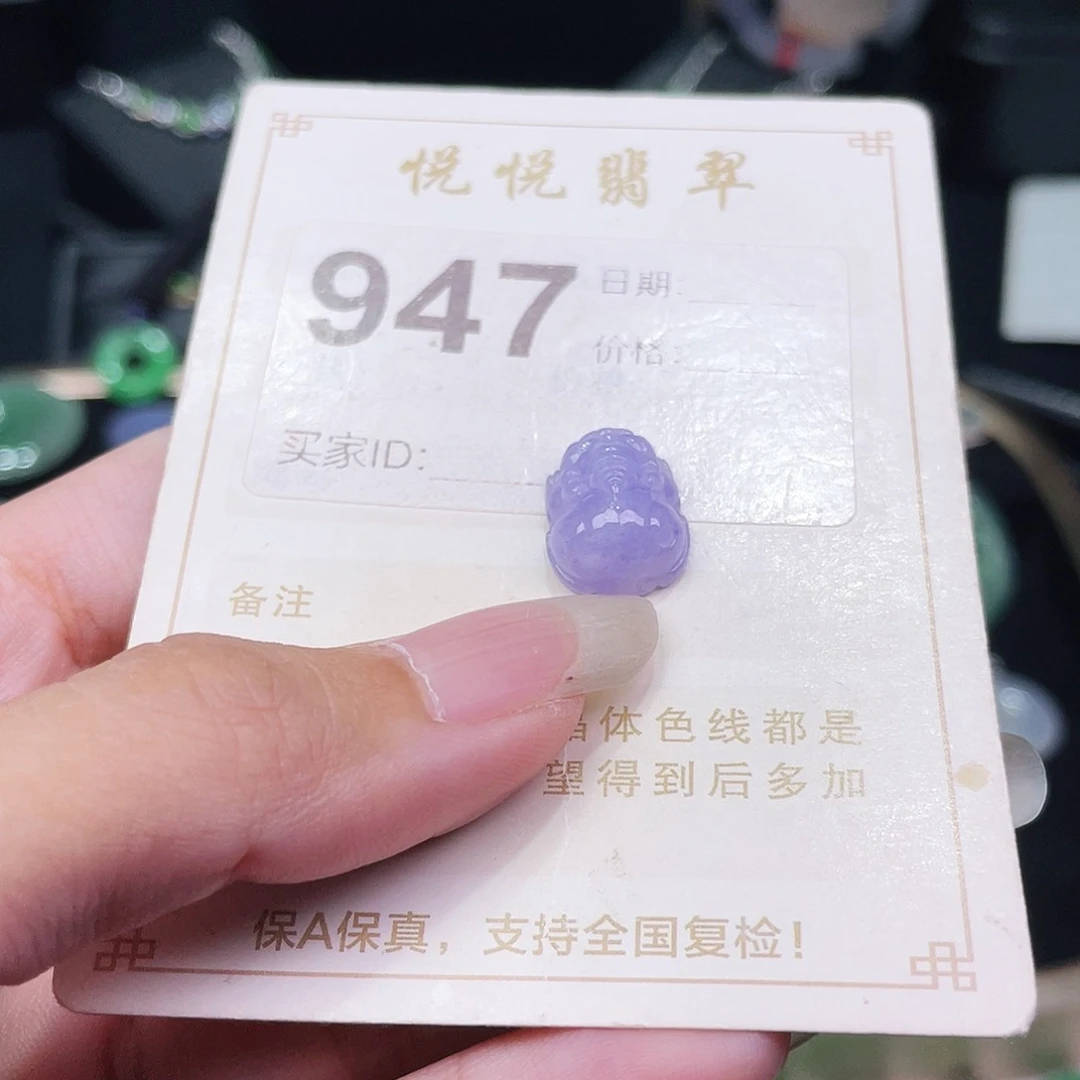 悦悦翡翠
947
日期:
价格:
买家ID:
备注
晶体色线都是
望得到后多加
保A保真，支持全国复检!